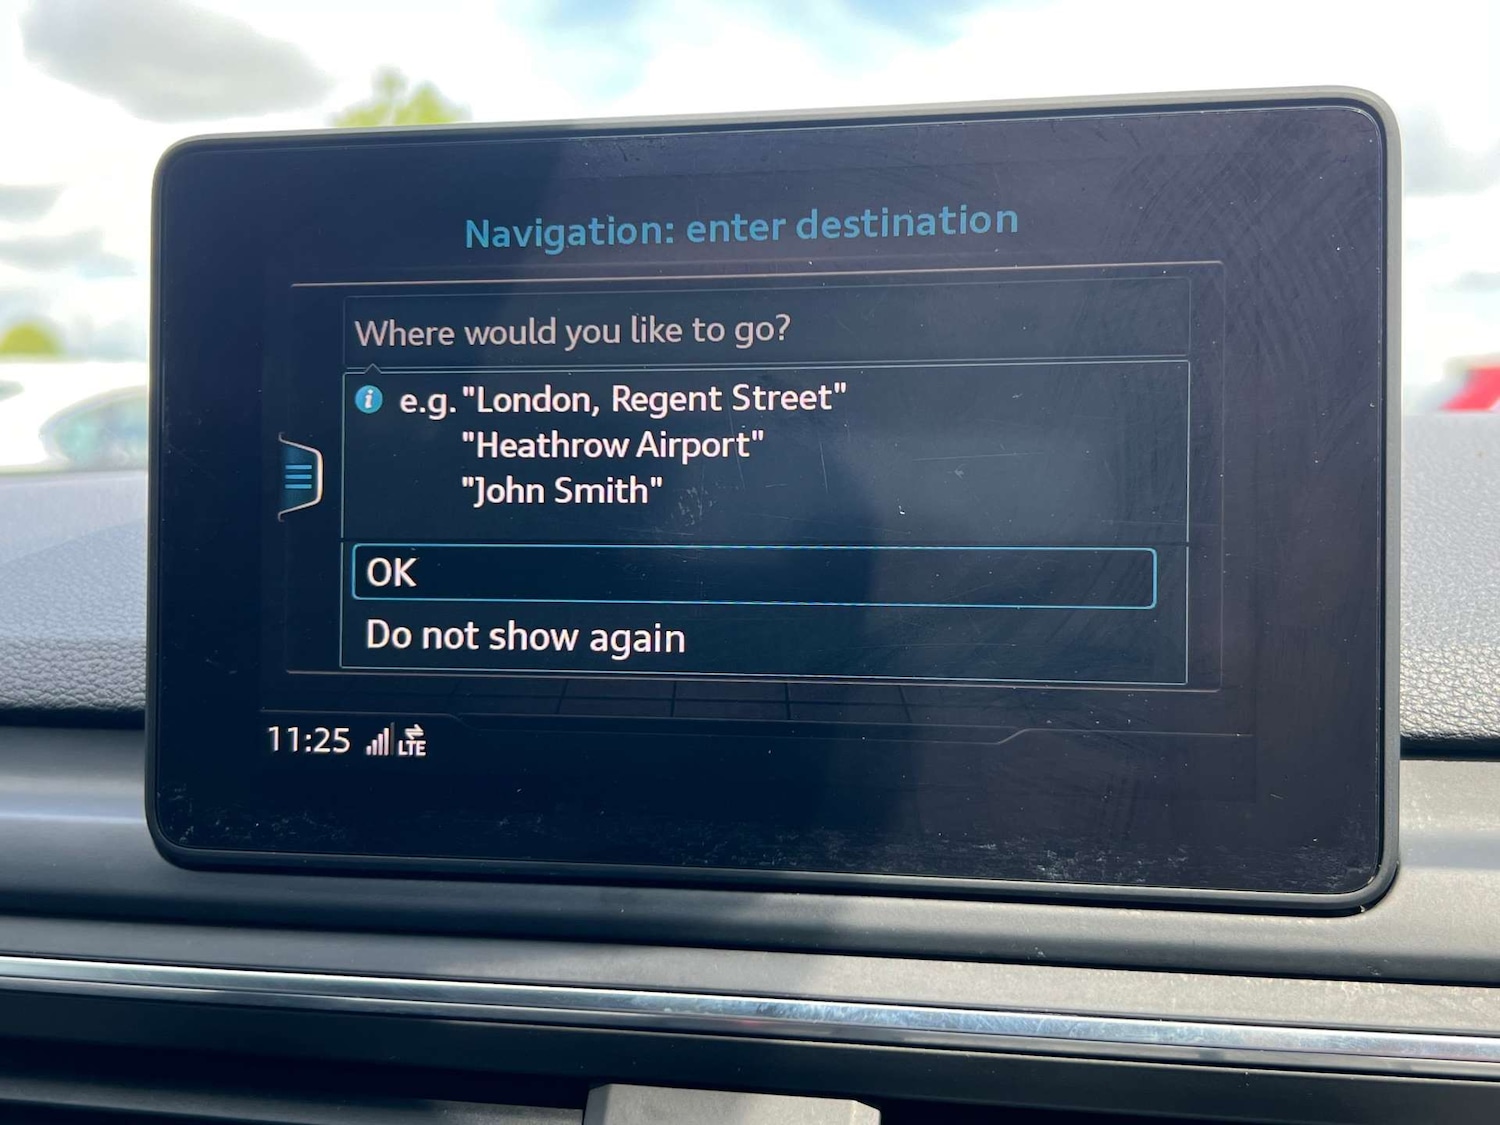 Navigation: enter destination
Where would you like to go?
i e.g. "London, Regent Street"
"Heathrow Airport"
"John Smith"
OK
Do not show again
11:25 LTE